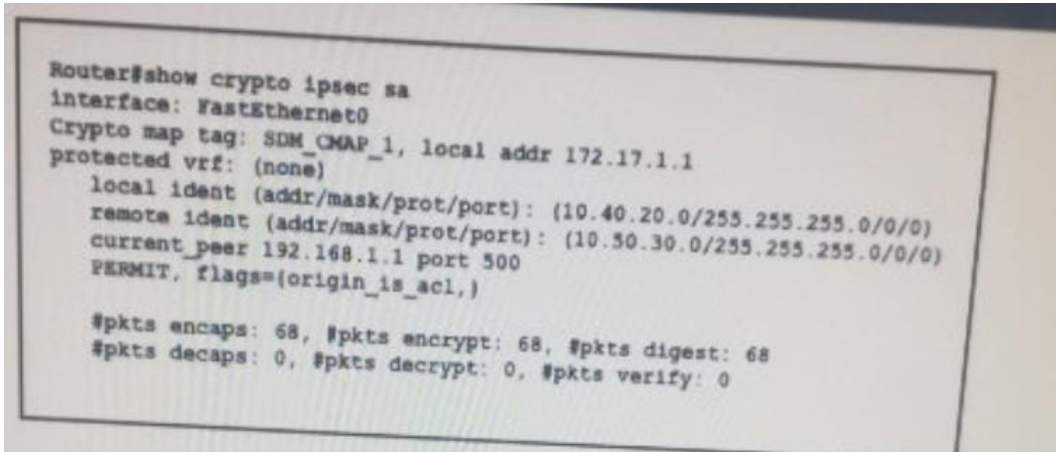 Router#show crypto ipsec sa
interface: FastEthernet0
Crypto map tag: SDM_CMAP_1, local addr 172.17.1.1
protected vrf: (none)
local ident (addr/mask/prot/port): (10.40.20.0/255.255.255.0/0/0)
remote ident (addr/mask/prot/port): (10.50.30.0/255.255.255.0/0/0)
current_peer 192.168.1.1 port 500
PERMIT, flags={origin_is_acl,}
#pkts encaps: 68, #pkts encrypt: 68, #pkts digest: 68
#pkts decaps: 0, #pkts decrypt: 0, #pkts verify: 0